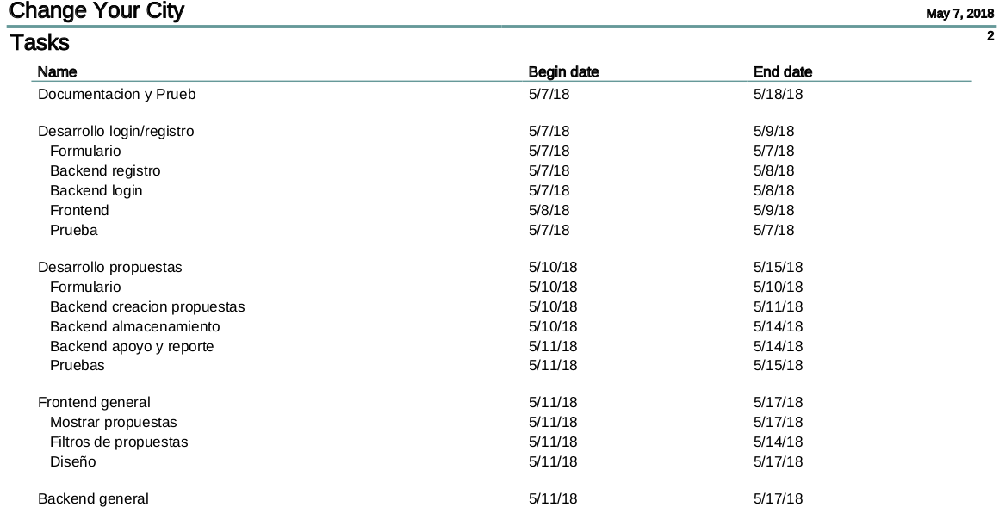 Change Your City May 7, 2018
Tasks 2
Name Begin date End date
Documentacion y Prueb 5/7/18 5/18/18
Desarrollo login/registro 5/7/18 5/9/18
Formulario 5/7/18 5/7/18
Backend registro 5/7/18 5/8/18
Backend login 5/7/18 5/8/18
Frontend 5/8/18 5/9/18
Prueba 5/7/18 5/7/18
Desarrollo propuestas 5/10/18 5/15/18
Formulario 5/10/18 5/10/18
Backend creacion propuestas 5/10/18 5/11/18
Backend almacenamiento 5/10/18 5/14/18
Backend apoyo y reporte 5/11/18 5/14/18
Pruebas 5/11/18 5/15/18
Frontend general 5/11/18 5/17/18
Mostrar propuestas 5/11/18 5/17/18
Filtros de propuestas 5/11/18 5/14/18
Diseño 5/11/18 5/17/18
Backend general 5/11/18 5/17/18